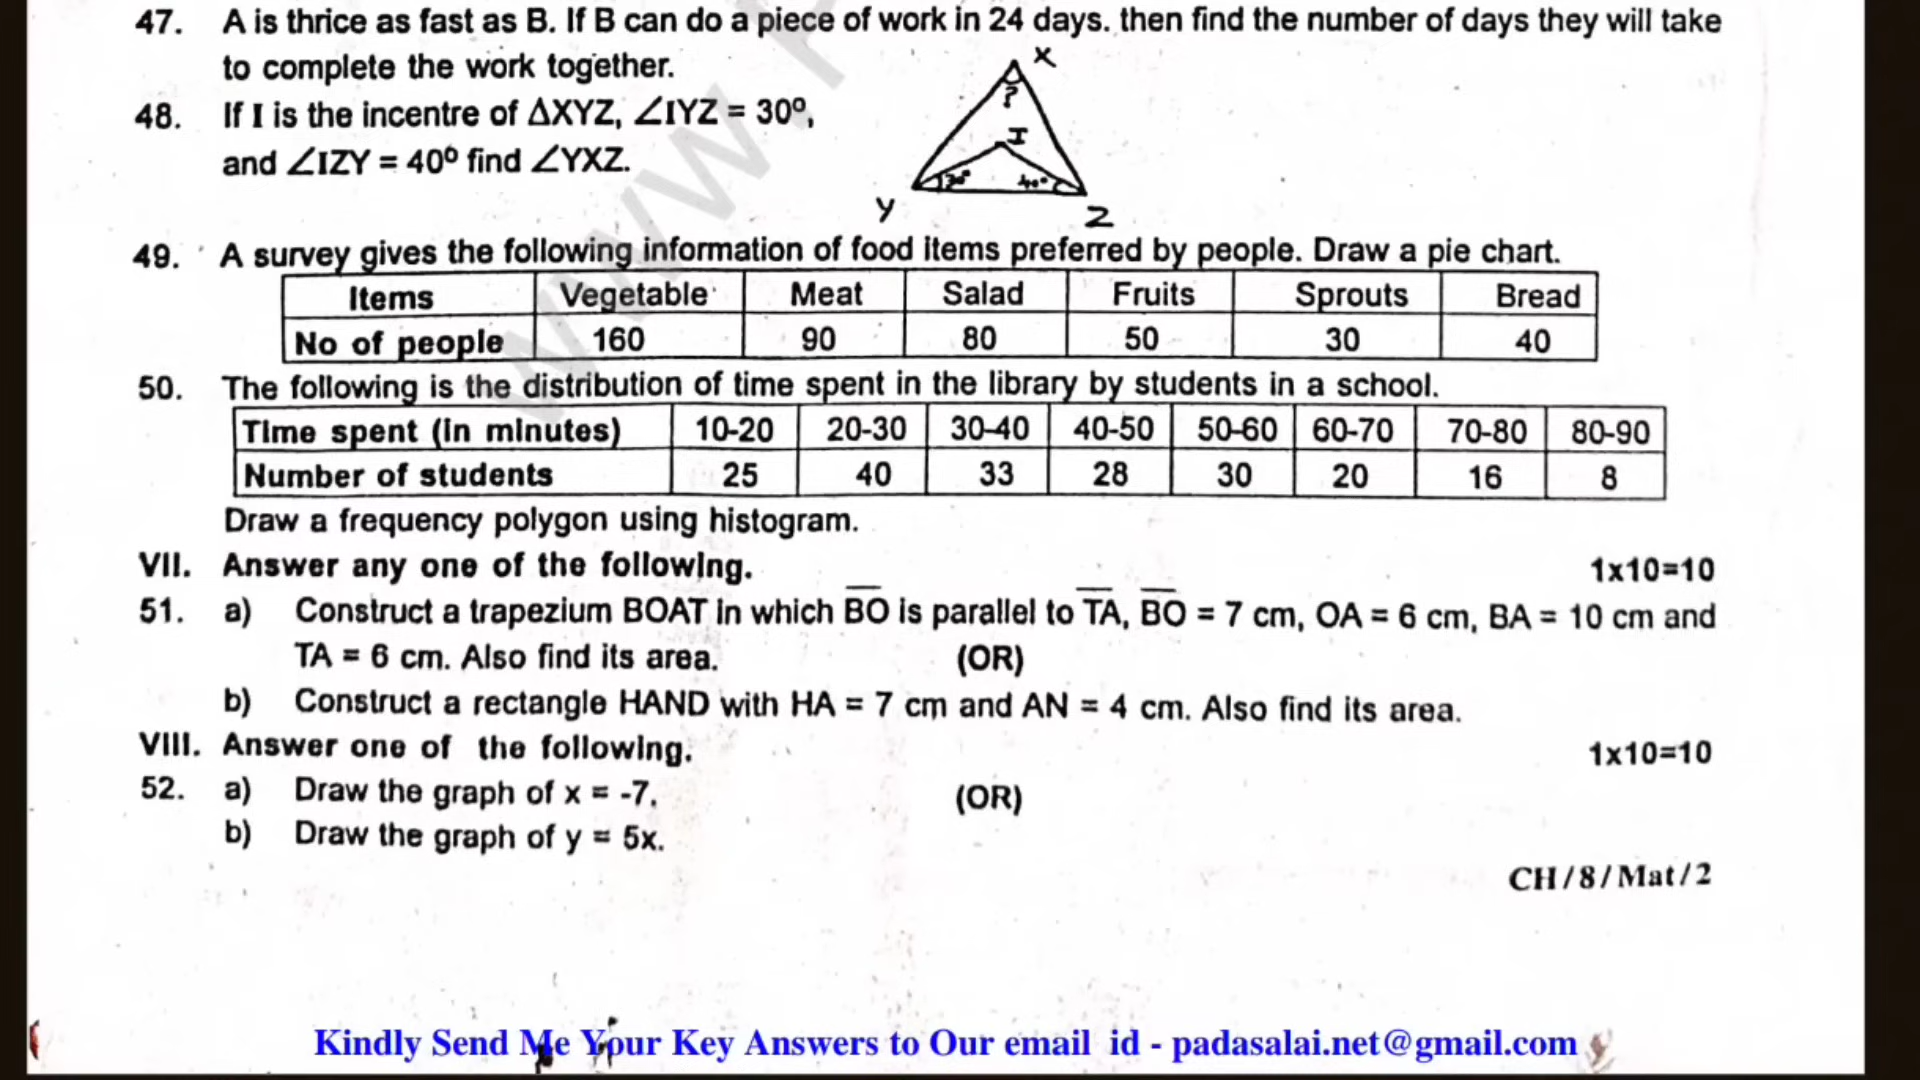 47. A is thrice as fast as B. If B can do a piece of work in 24 days. then find the number of days they will take
to complete the work together.
X
48. If I is the incentre of ΔXYZ, ∠IYZ = 30⁰,
?
I
and ∠IZY = 40⁰ find ∠YXZ.
30° 40°
Y Z
49. A survey gives the following information of food items preferred by people. Draw a pie chart.
Items Vegetable Meat Salad Fruits Sprouts Bread
No of people 160 90 80 50 30 40
50. The following is the distribution of time spent in the library by students in a school.
Time spent (in minutes) 10-20 20-30 30-40 40-50 50-60 60-70 70-80 80-90
Number of students 25 40 33 28 30 20 16 8
Draw a frequency polygon using histogram.
VII. Answer any one of the following. 1x10=10
51. a) Construct a trapezium BOAT in which B̅O̅ is parallel to T̅A̅, B̅O̅ = 7 cm, OA = 6 cm, BA = 10 cm and
TA = 6 cm. Also find its area. (OR)
b) Construct a rectangle HAND with HA = 7 cm and AN = 4 cm. Also find its area.
VIII. Answer one of the following. 1x10=10
52. a) Draw the graph of x = -7. (OR)
b) Draw the graph of y = 5x.
CH/8/Mat/2
Kindly Send Me Your Key Answers to Our email id - padasalai.net@gmail.com